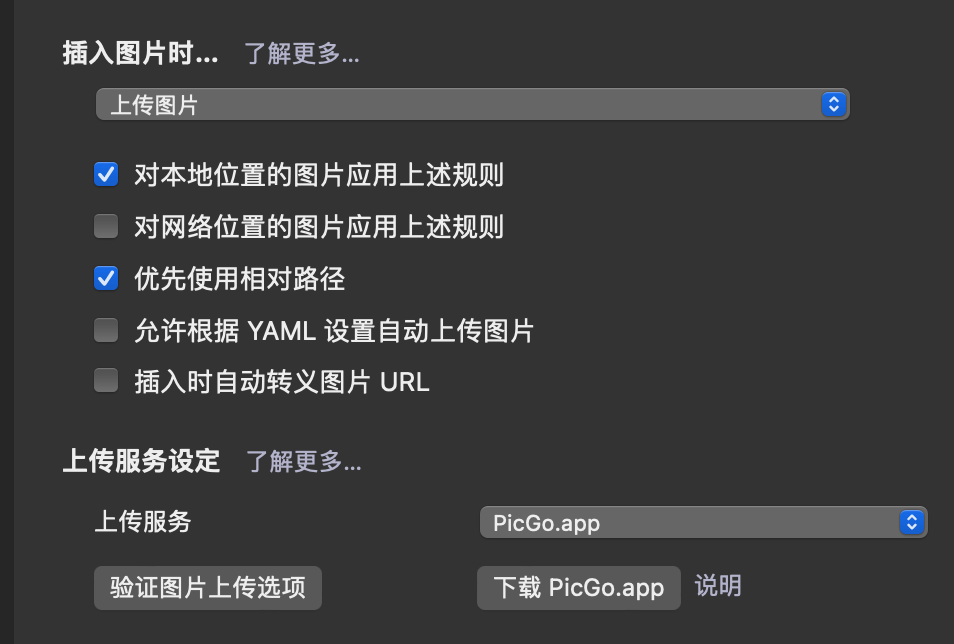 插入图片时... 了解更多...
上传图片
对本地位置的图片应用上述规则
对网络位置的图片应用上述规则
优先使用相对路径
允许根据 YAML 设置自动上传图片
插入时自动转义图片 URL
上传服务设定 了解更多...
上传服务 PicGo.app
验证图片上传选项 下载 PicGo.app 说明